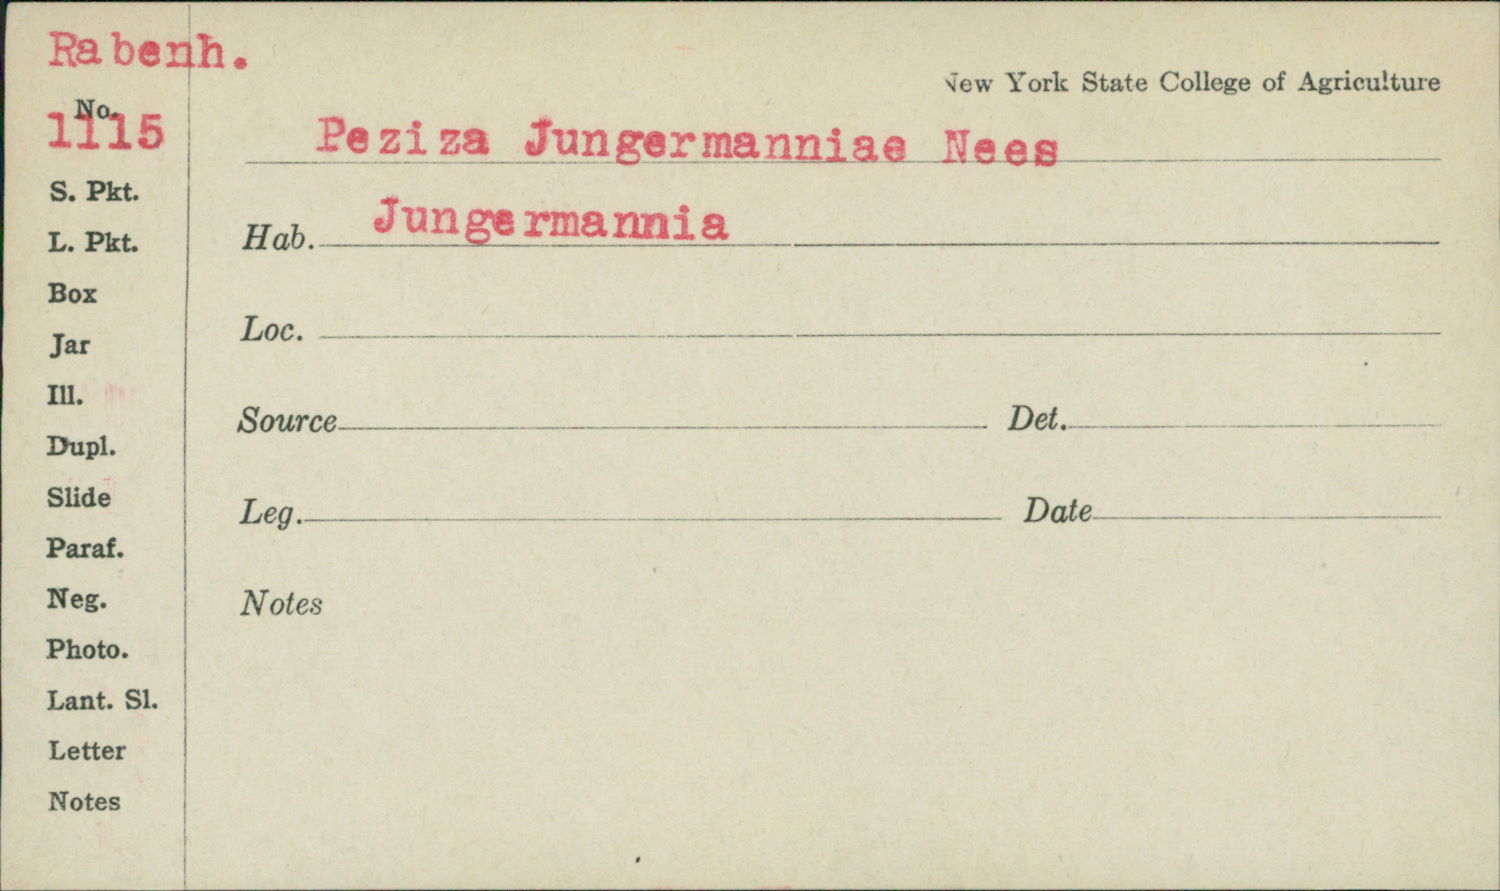 Rabenh.
New York State College of Agriculture
No.
1115
Peziza Jungermanniae Nees
S. Pkt.
Hab. Jungermannia
L. Pkt.
Box
Loc.
Jar
Ill.
Source Det.
Dupl.
Slide
Leg. Date
Paraf.
Neg.
Notes
Photo.
Lant. Sl.
Letter
Notes